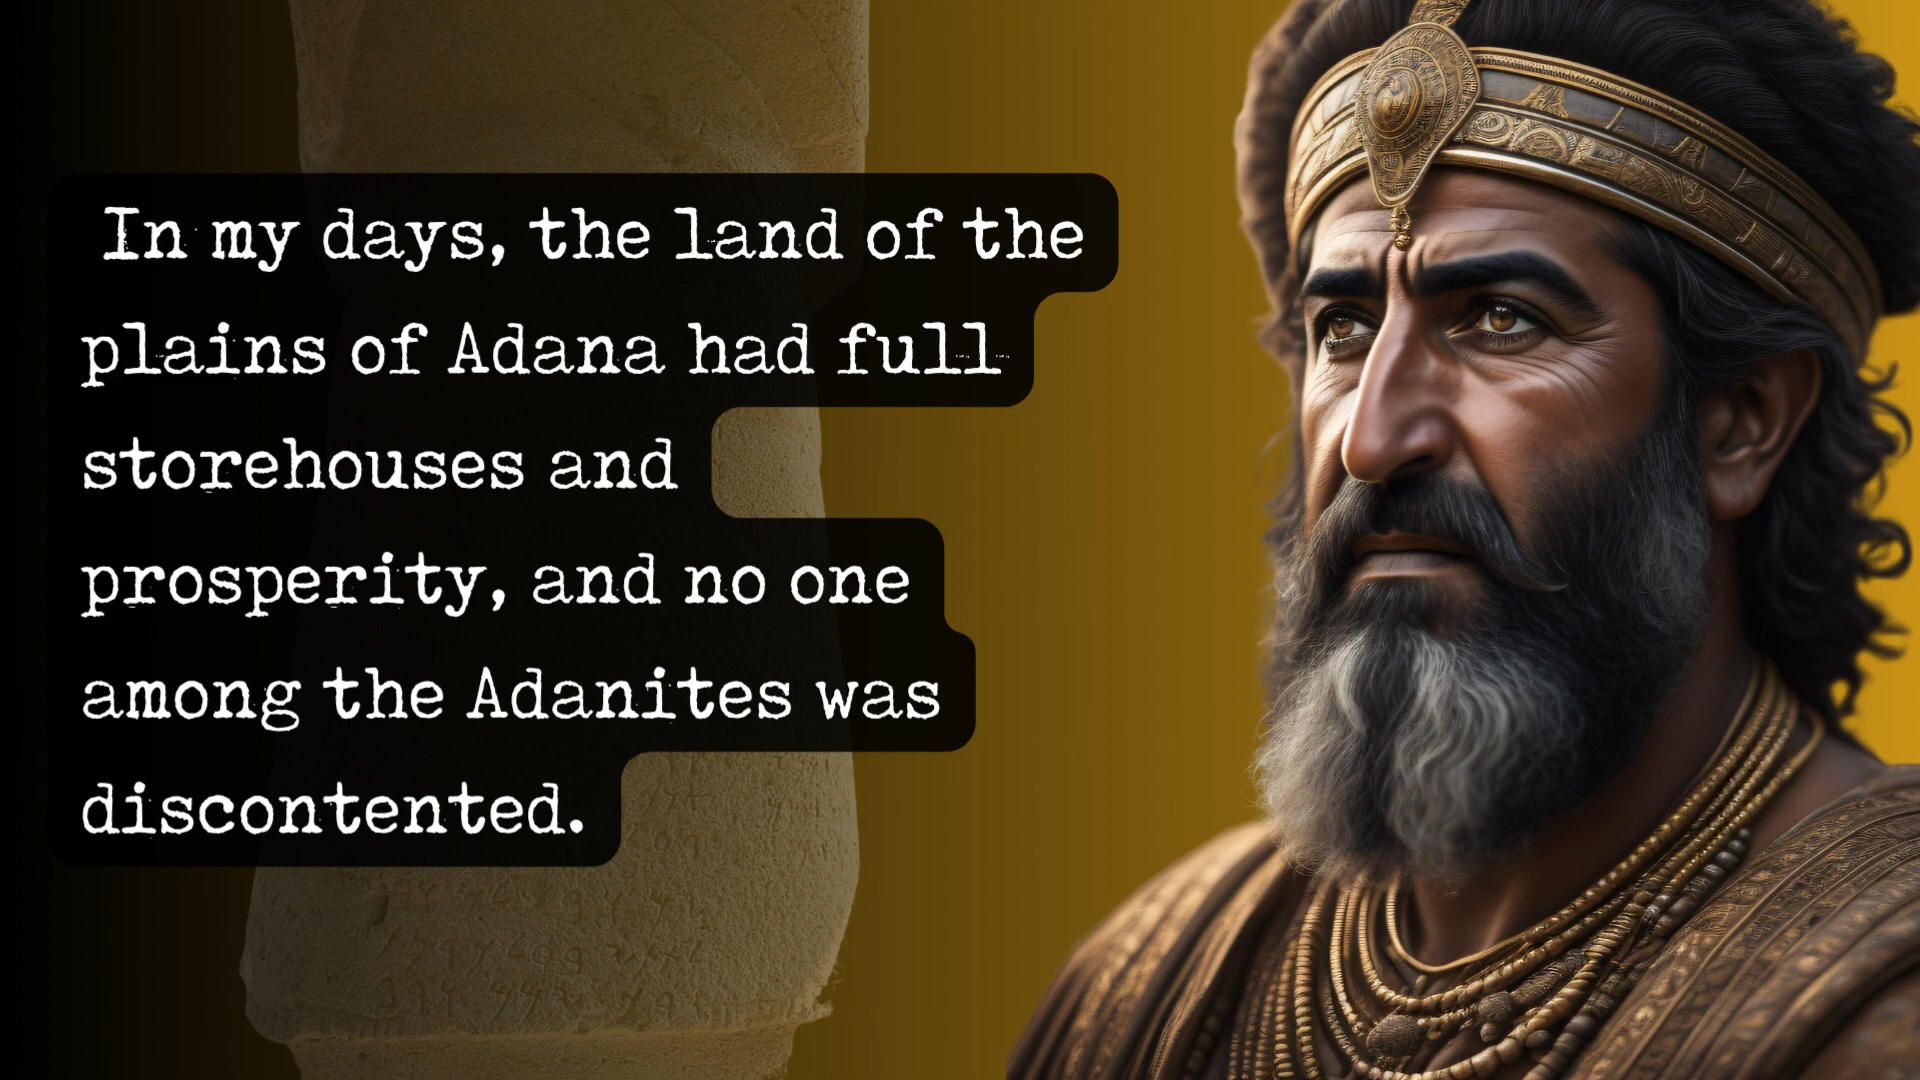 In my days, the land of the
plains of Adana had full
storehouses and
prosperity, and no one
among the Adanites was
discontented.